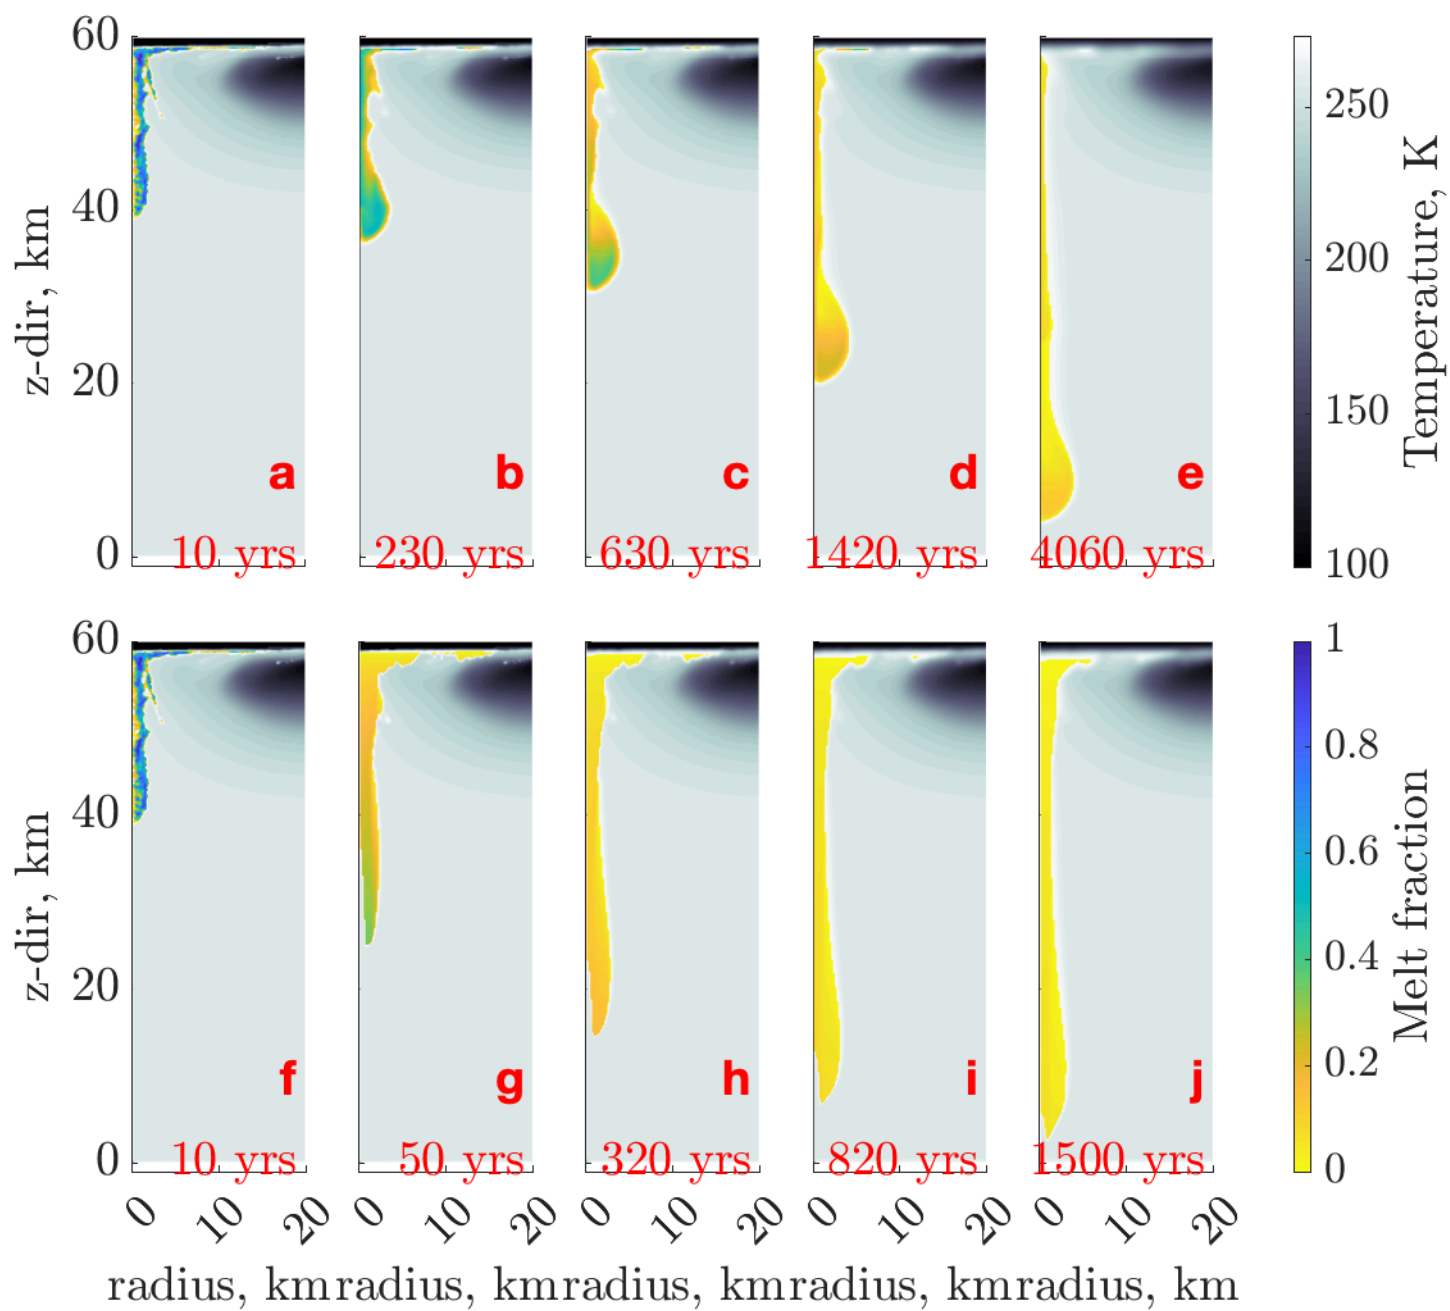 60
40
20
0
z-dir, km
a
b
c
d
e
10 yrs
230 yrs
630 yrs
1420 yrs
4060 yrs
250
200
150
100
Temperature, K
60
40
20
0
z-dir, km
f
g
h
i
j
10 yrs
50 yrs
320 yrs
820 yrs
1500 yrs
1
0.8
0.6
0.4
0.2
0
Melt fraction
0 10 20 0 10 20 0 10 20 0 10 20 0 10 20
radius, km radius, km radius, km radius, km radius, km